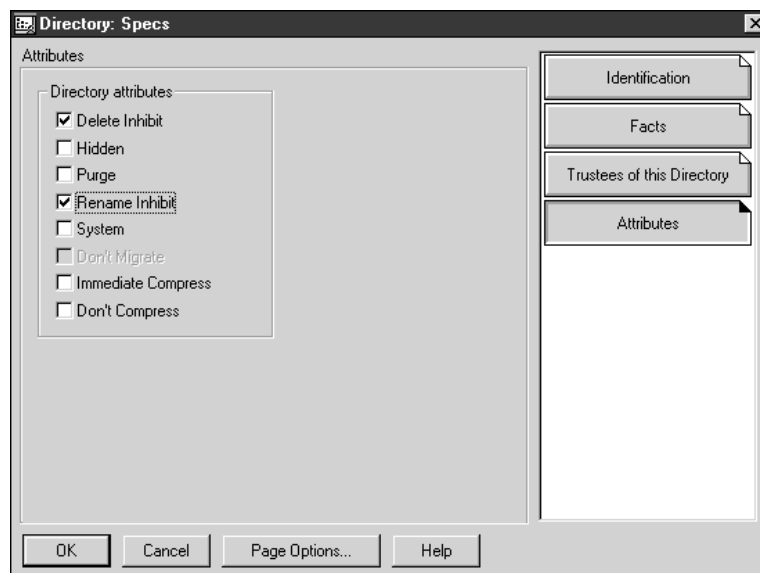 Directory: Specs
Attributes
Directory attributes
Delete Inhibit
Hidden
Purge
Rename Inhibit
System
Don't Migrate
Immediate Compress
Don't Compress
Identification
Facts
Trustees of this Directory
Attributes
OK
Cancel
Page Options...
Help